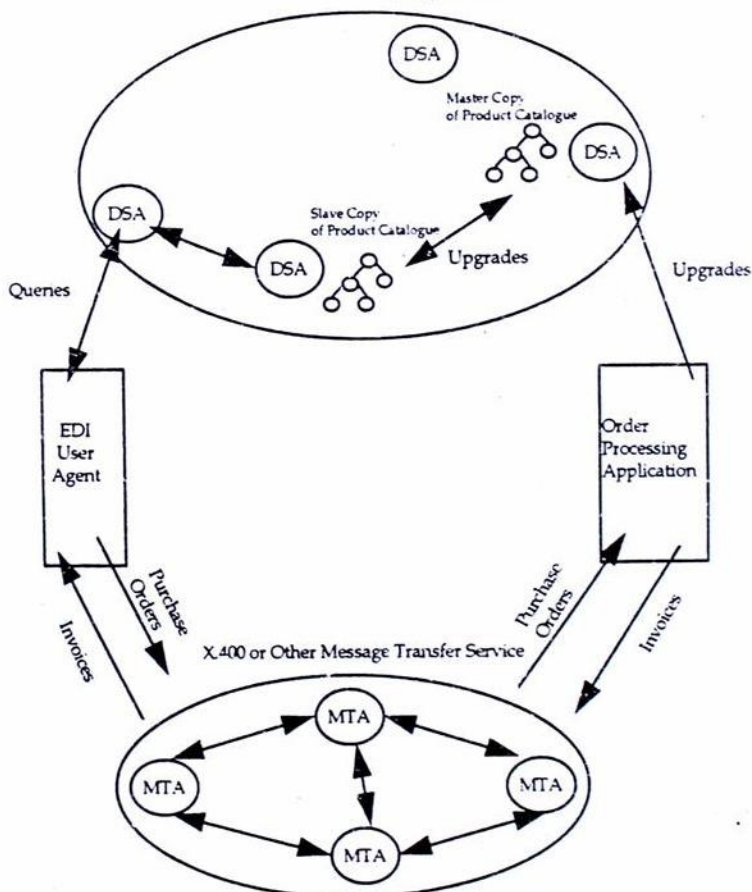 DSA
Master Copy
of Product Catalogue
DSA
DSA
Slave Copy
of Product Catalogue
DSA
Upgrades
Queries
Upgrades
EDI
User
Agent
Order
Processing
Application
Purchase
Orders
Invoices
Purchase
Orders
Invoices
X.400 or Other Message Transfer Service
MTA
MTA
MTA
MTA